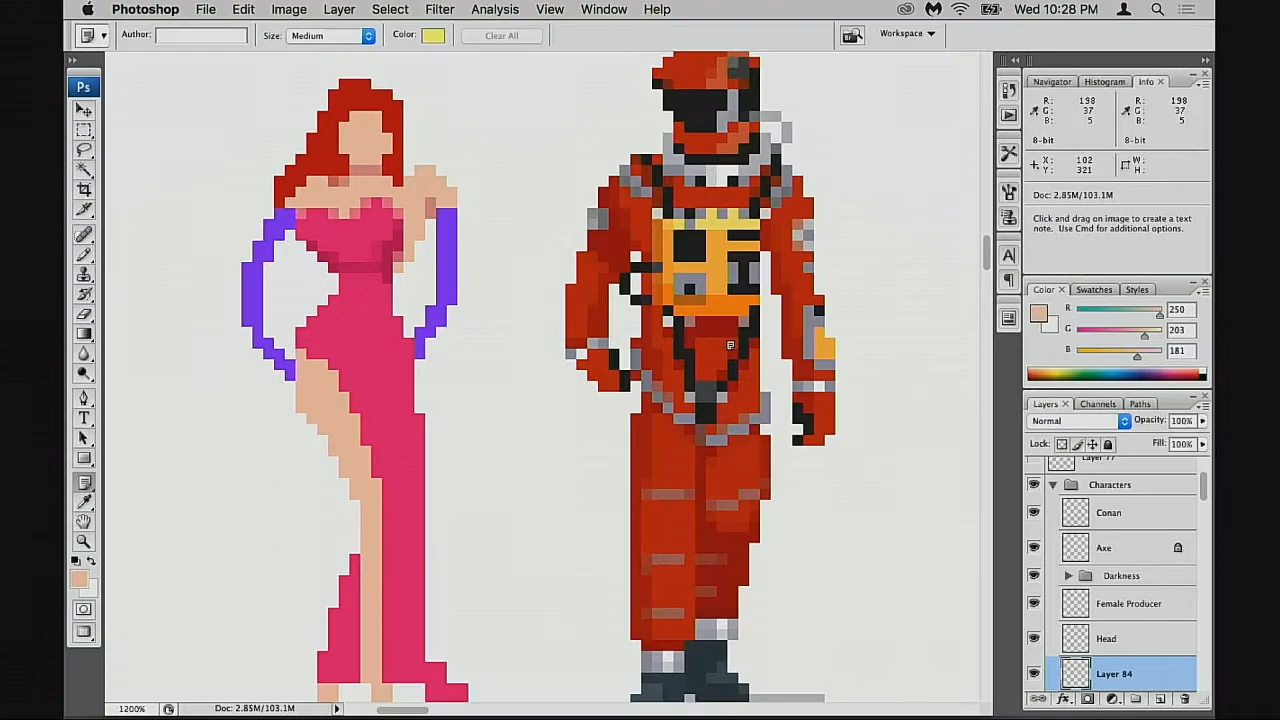 Photoshop File Edit Image Layer Select Filter Analysis View Window Help Wed 10:28 PM
Author: Size: Medium Color: Clear All Workspace
Ps
Navigator Histogram Info
R: 198 R: 198
G: 37 G: 37
B: 5 B: 5
8-bit 8-bit
X: 102 W:
Y: 321 H:
Doc: 2.85M/103.1M
Click and drag on image to create a text
note. Use Cmd for additional options.
Color Swatches Styles
R 250
G 203
B 181
Layers Channels Paths
Normal Opacity: 100%
Lock: Fill: 100%
Layer 77
Characters
Conan
Axe
Darkness
Female Producer
Head
Layer 84
1200% Doc: 2.85M/103.1M